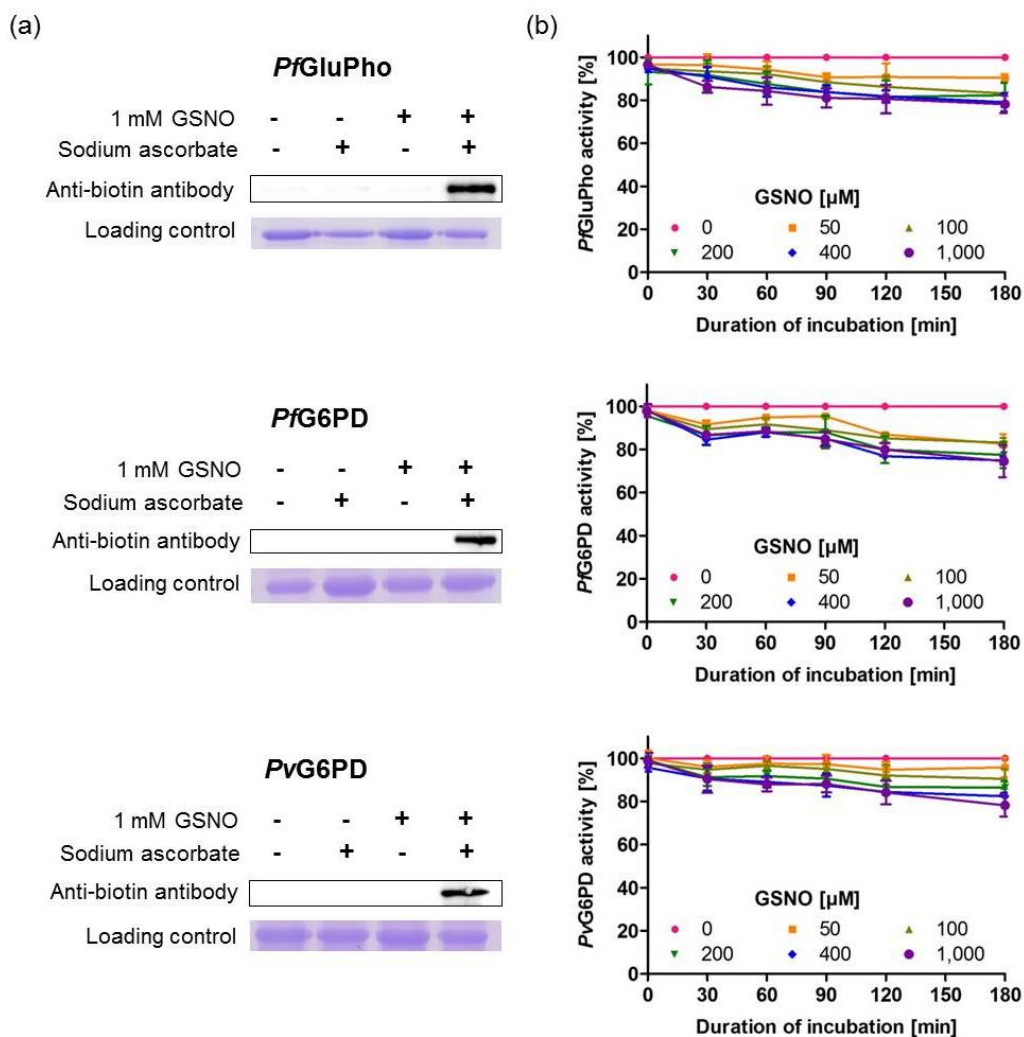 (a)
PfGluPho
1 mM GSNO - - + +
Sodium ascorbate - + - +
Anti-biotin antibody
Loading control
PfG6PD
1 mM GSNO - - + +
Sodium ascorbate - + - +
Anti-biotin antibody
Loading control
PvG6PD
1 mM GSNO - - + +
Sodium ascorbate - + - +
Anti-biotin antibody
Loading control
(b)
PfGluPho activity [%]
100
80
60
40
20
0
GSNO [µM]
0 50 100
200 400 1,000
0 30 60 90 120 150 180
Duration of incubation [min]
PfG6PD activity [%]
100
80
60
40
20
0
GSNO [µM]
0 50 100
200 400 1,000
0 30 60 90 120 150 180
Duration of incubation [min]
PvG6PD activity [%]
100
80
60
40
20
0
GSNO [µM]
0 50 100
200 400 1,000
0 30 60 90 120 150 180
Duration of incubation [min]